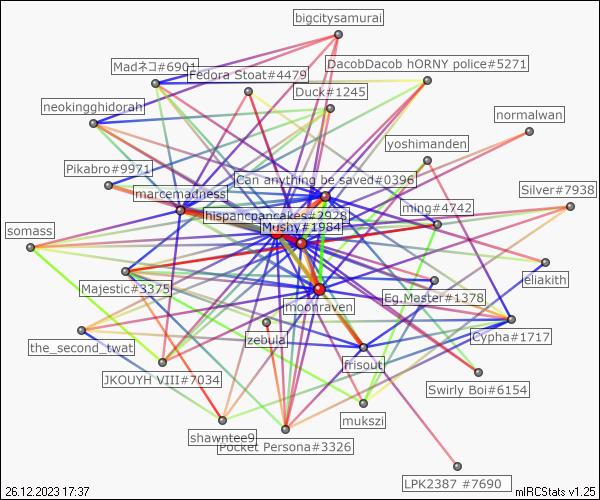 bigcitysamurai
Madネコ#6901
DacobDacob hORNY police#5271
Fedora Stoat#4479
Duck#1245
neokingghidorah
normalwan
yoshimanden
Pikabro#9971
Can anything be saved#0396
marcemadness
Silver#7938
hispancpancakes#2928
ming#4742
Mushy#1984
somass
eliakith
Majestic#3375
Eg.Master#1378
moonraven
Cypha#1717
zebula
the_second_twat
frisout
JKOUYH VIII#7034
Swirly Boi#6154
mukszi
shawntee9
Pocket Persona#3326
LPK2387 #7690
26.12.2023 17:37
mIRCStats v1.25